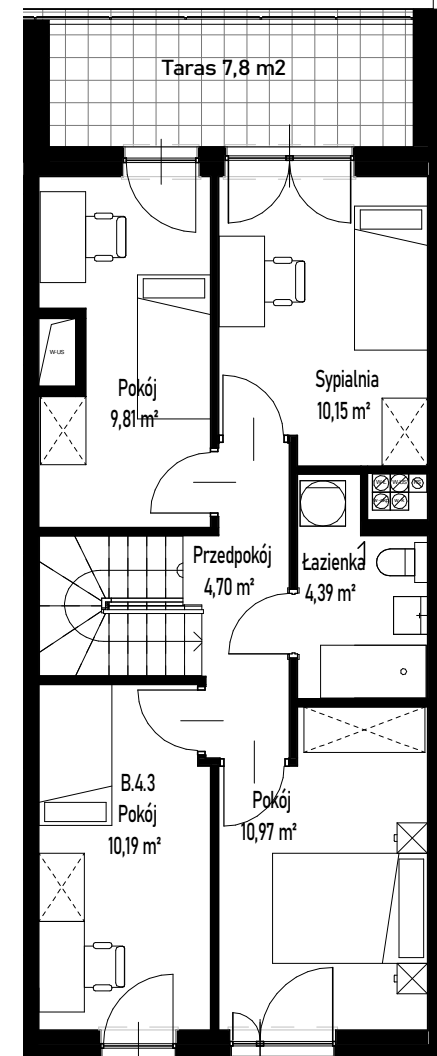 Taras 7,8 m2
W-US
Pokój
9,81 m²
Sypialnia
10,15 m²
Przedpokój
4,70 m²
Łazienka
4,39 m²
B.4.3
Pokój
10,19 m²
Pokój
10,97 m²